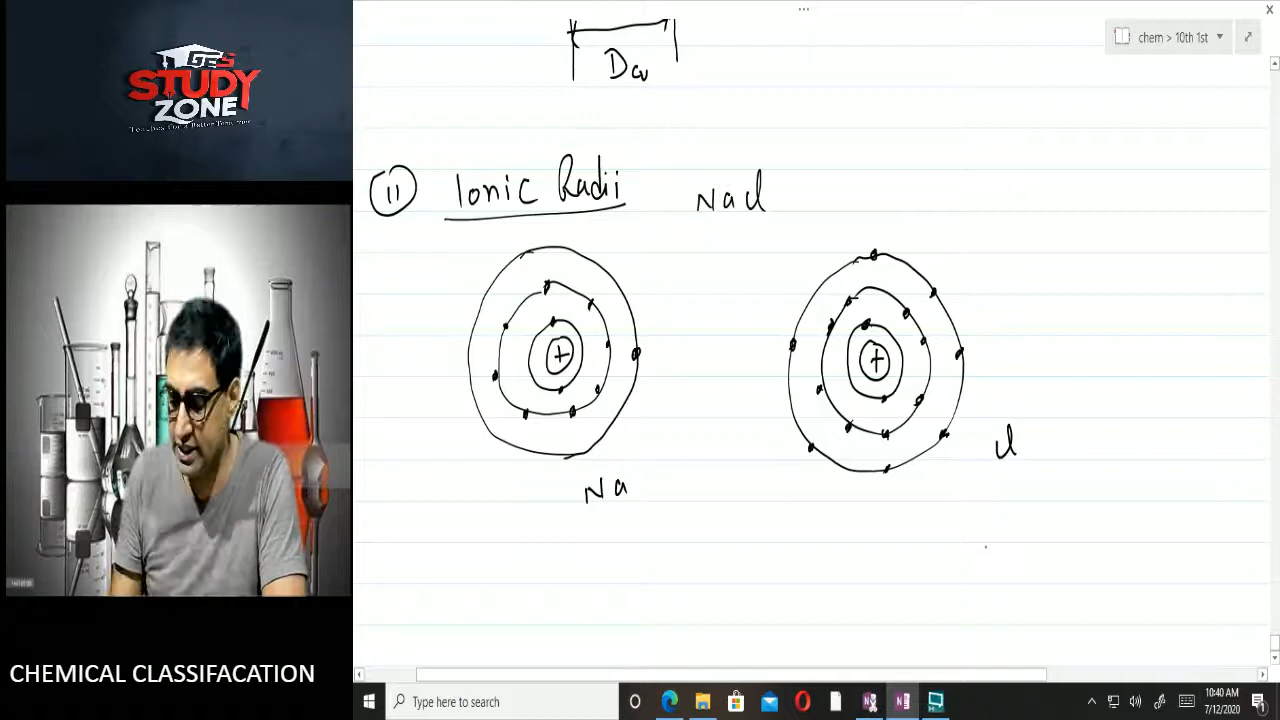 GFS
STUDY
ZONE
chem > 10th 1st
D
11 Ionic Radii NaCl
+
+
Cl
Na
CHEMICAL CLASSIFACATION
Type here to search
10:40 AM
7/12/2020